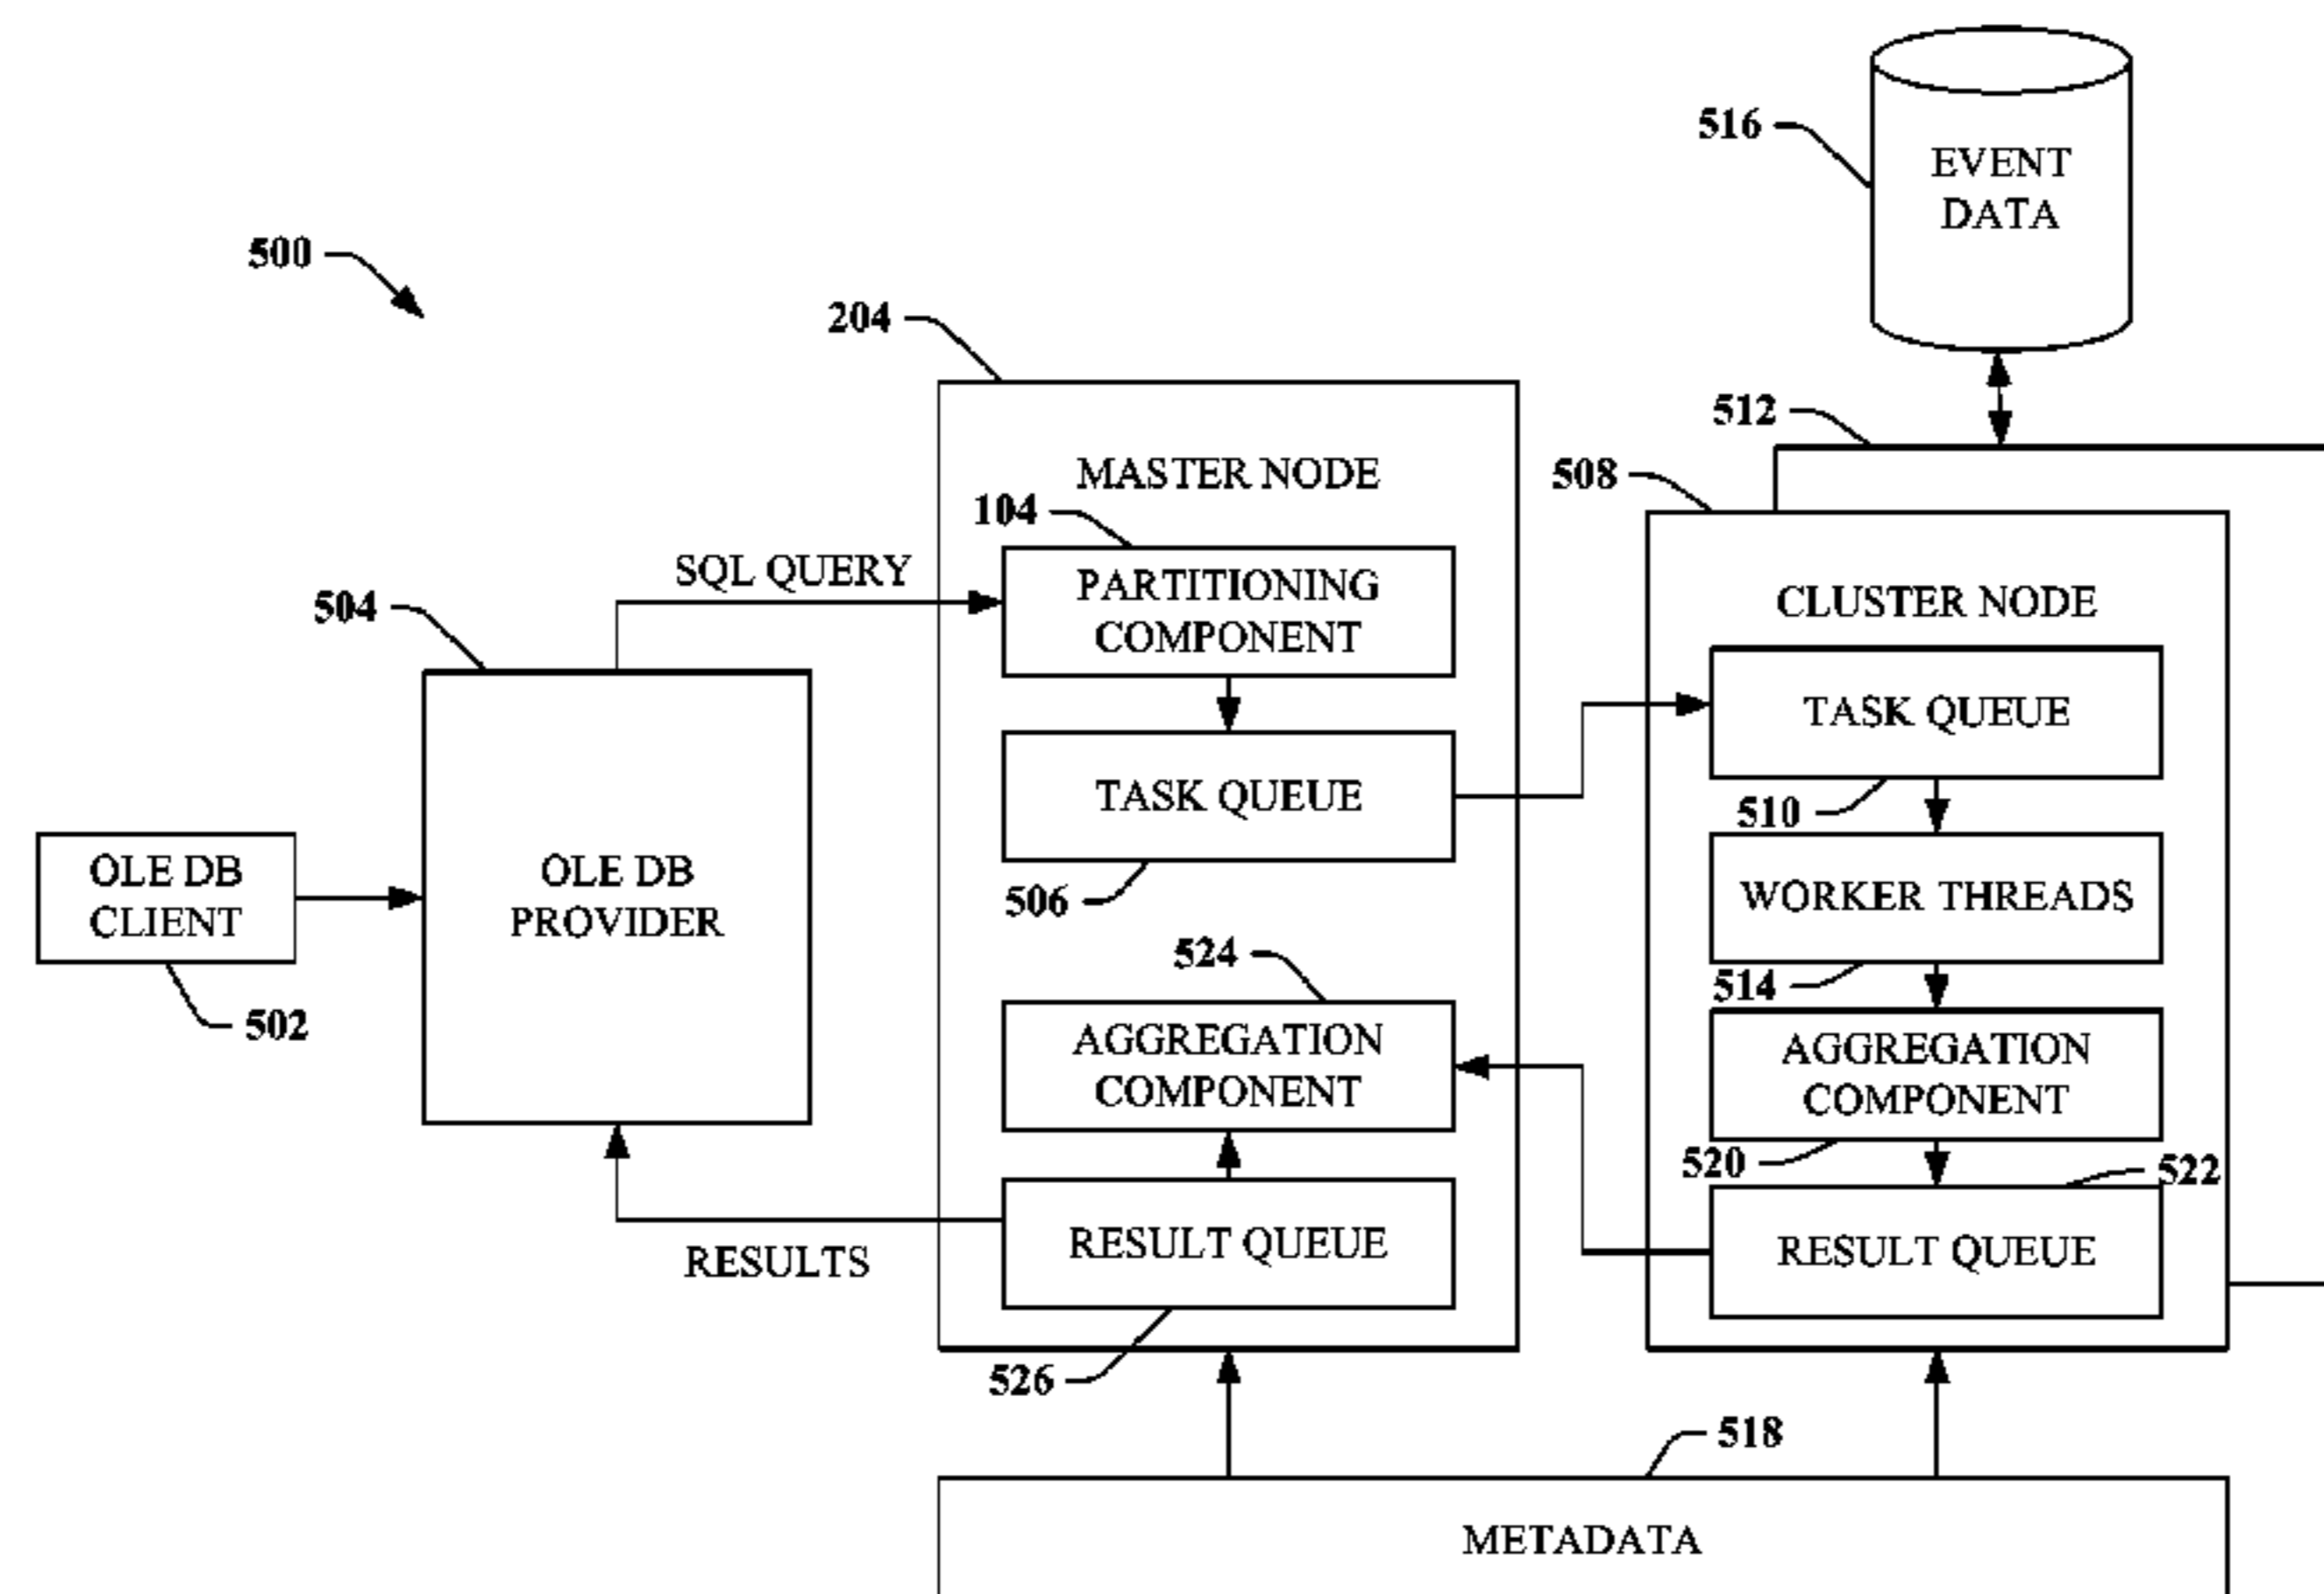 516
EVENT
DATA
500
204
512
MASTER NODE
508
104
SQL QUERY
PARTITIONING
COMPONENT
CLUSTER NODE
504
TASK QUEUE
TASK QUEUE
510
OLE DB
CLIENT
OLE DB
PROVIDER
506
WORKER THREADS
524
514
502
AGGREGATION
COMPONENT
AGGREGATION
COMPONENT
520
522
RESULTS
RESULT QUEUE
RESULT QUEUE
526
518
METADATA